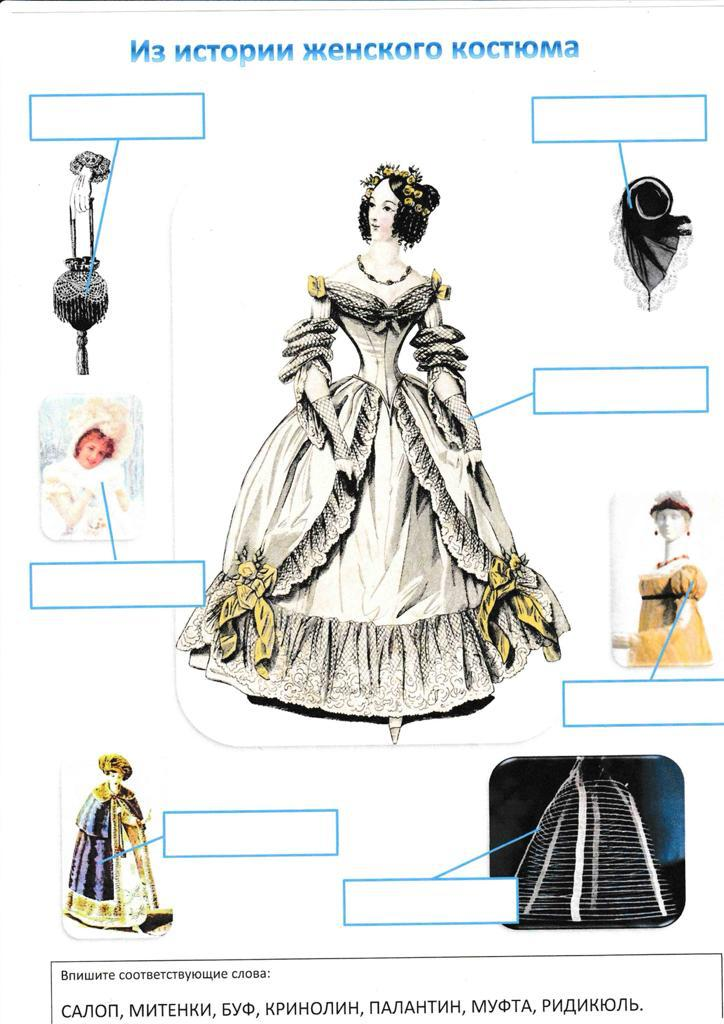 Из истории женского костюма
Впишите соответствующие слова:
САЛОП, МИТЕНКИ, БУФ, КРИНОЛИН, ПАЛАНТИН, МУФТА, РИДИКЮЛЬ.